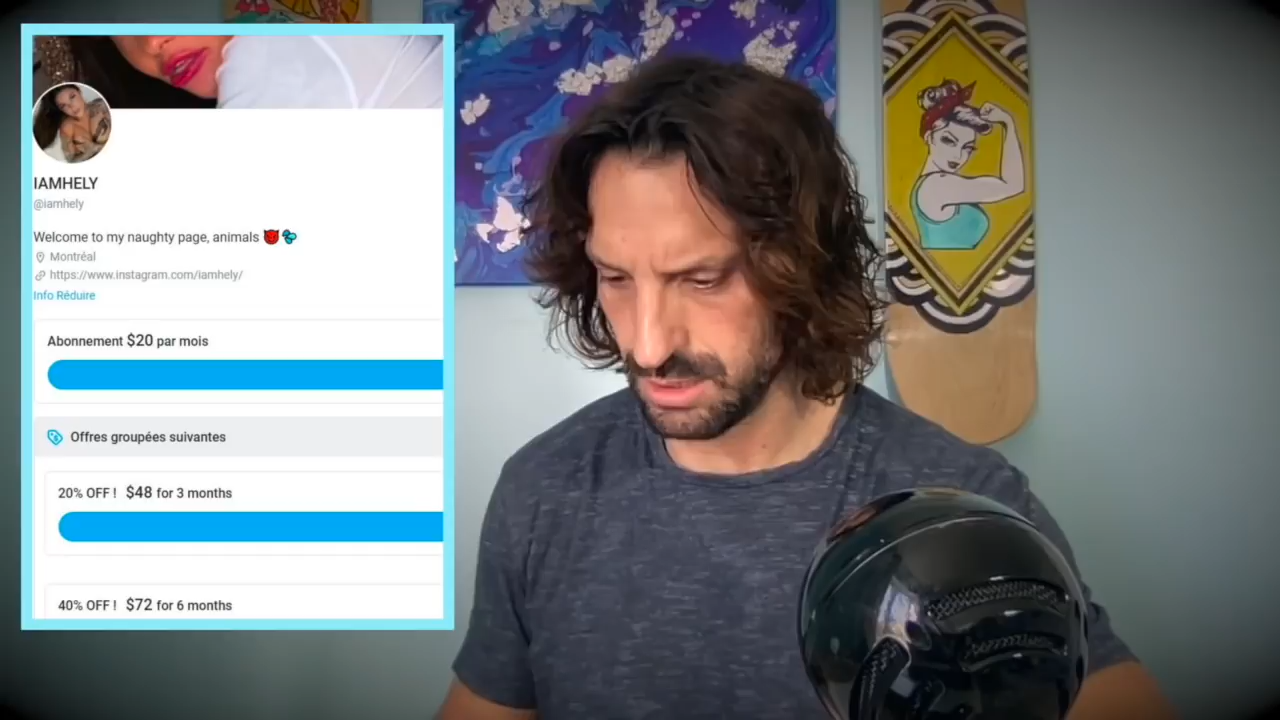 IAMHELY
@iamhely
Welcome to my naughty page, animals 😈💦
Montréal
https://www.instagram.com/iamhely/
Info Réduire
Abonnement $20 par mois
Offres groupées suivantes
20% OFF ! $48 for 3 months
40% OFF ! $72 for 6 months